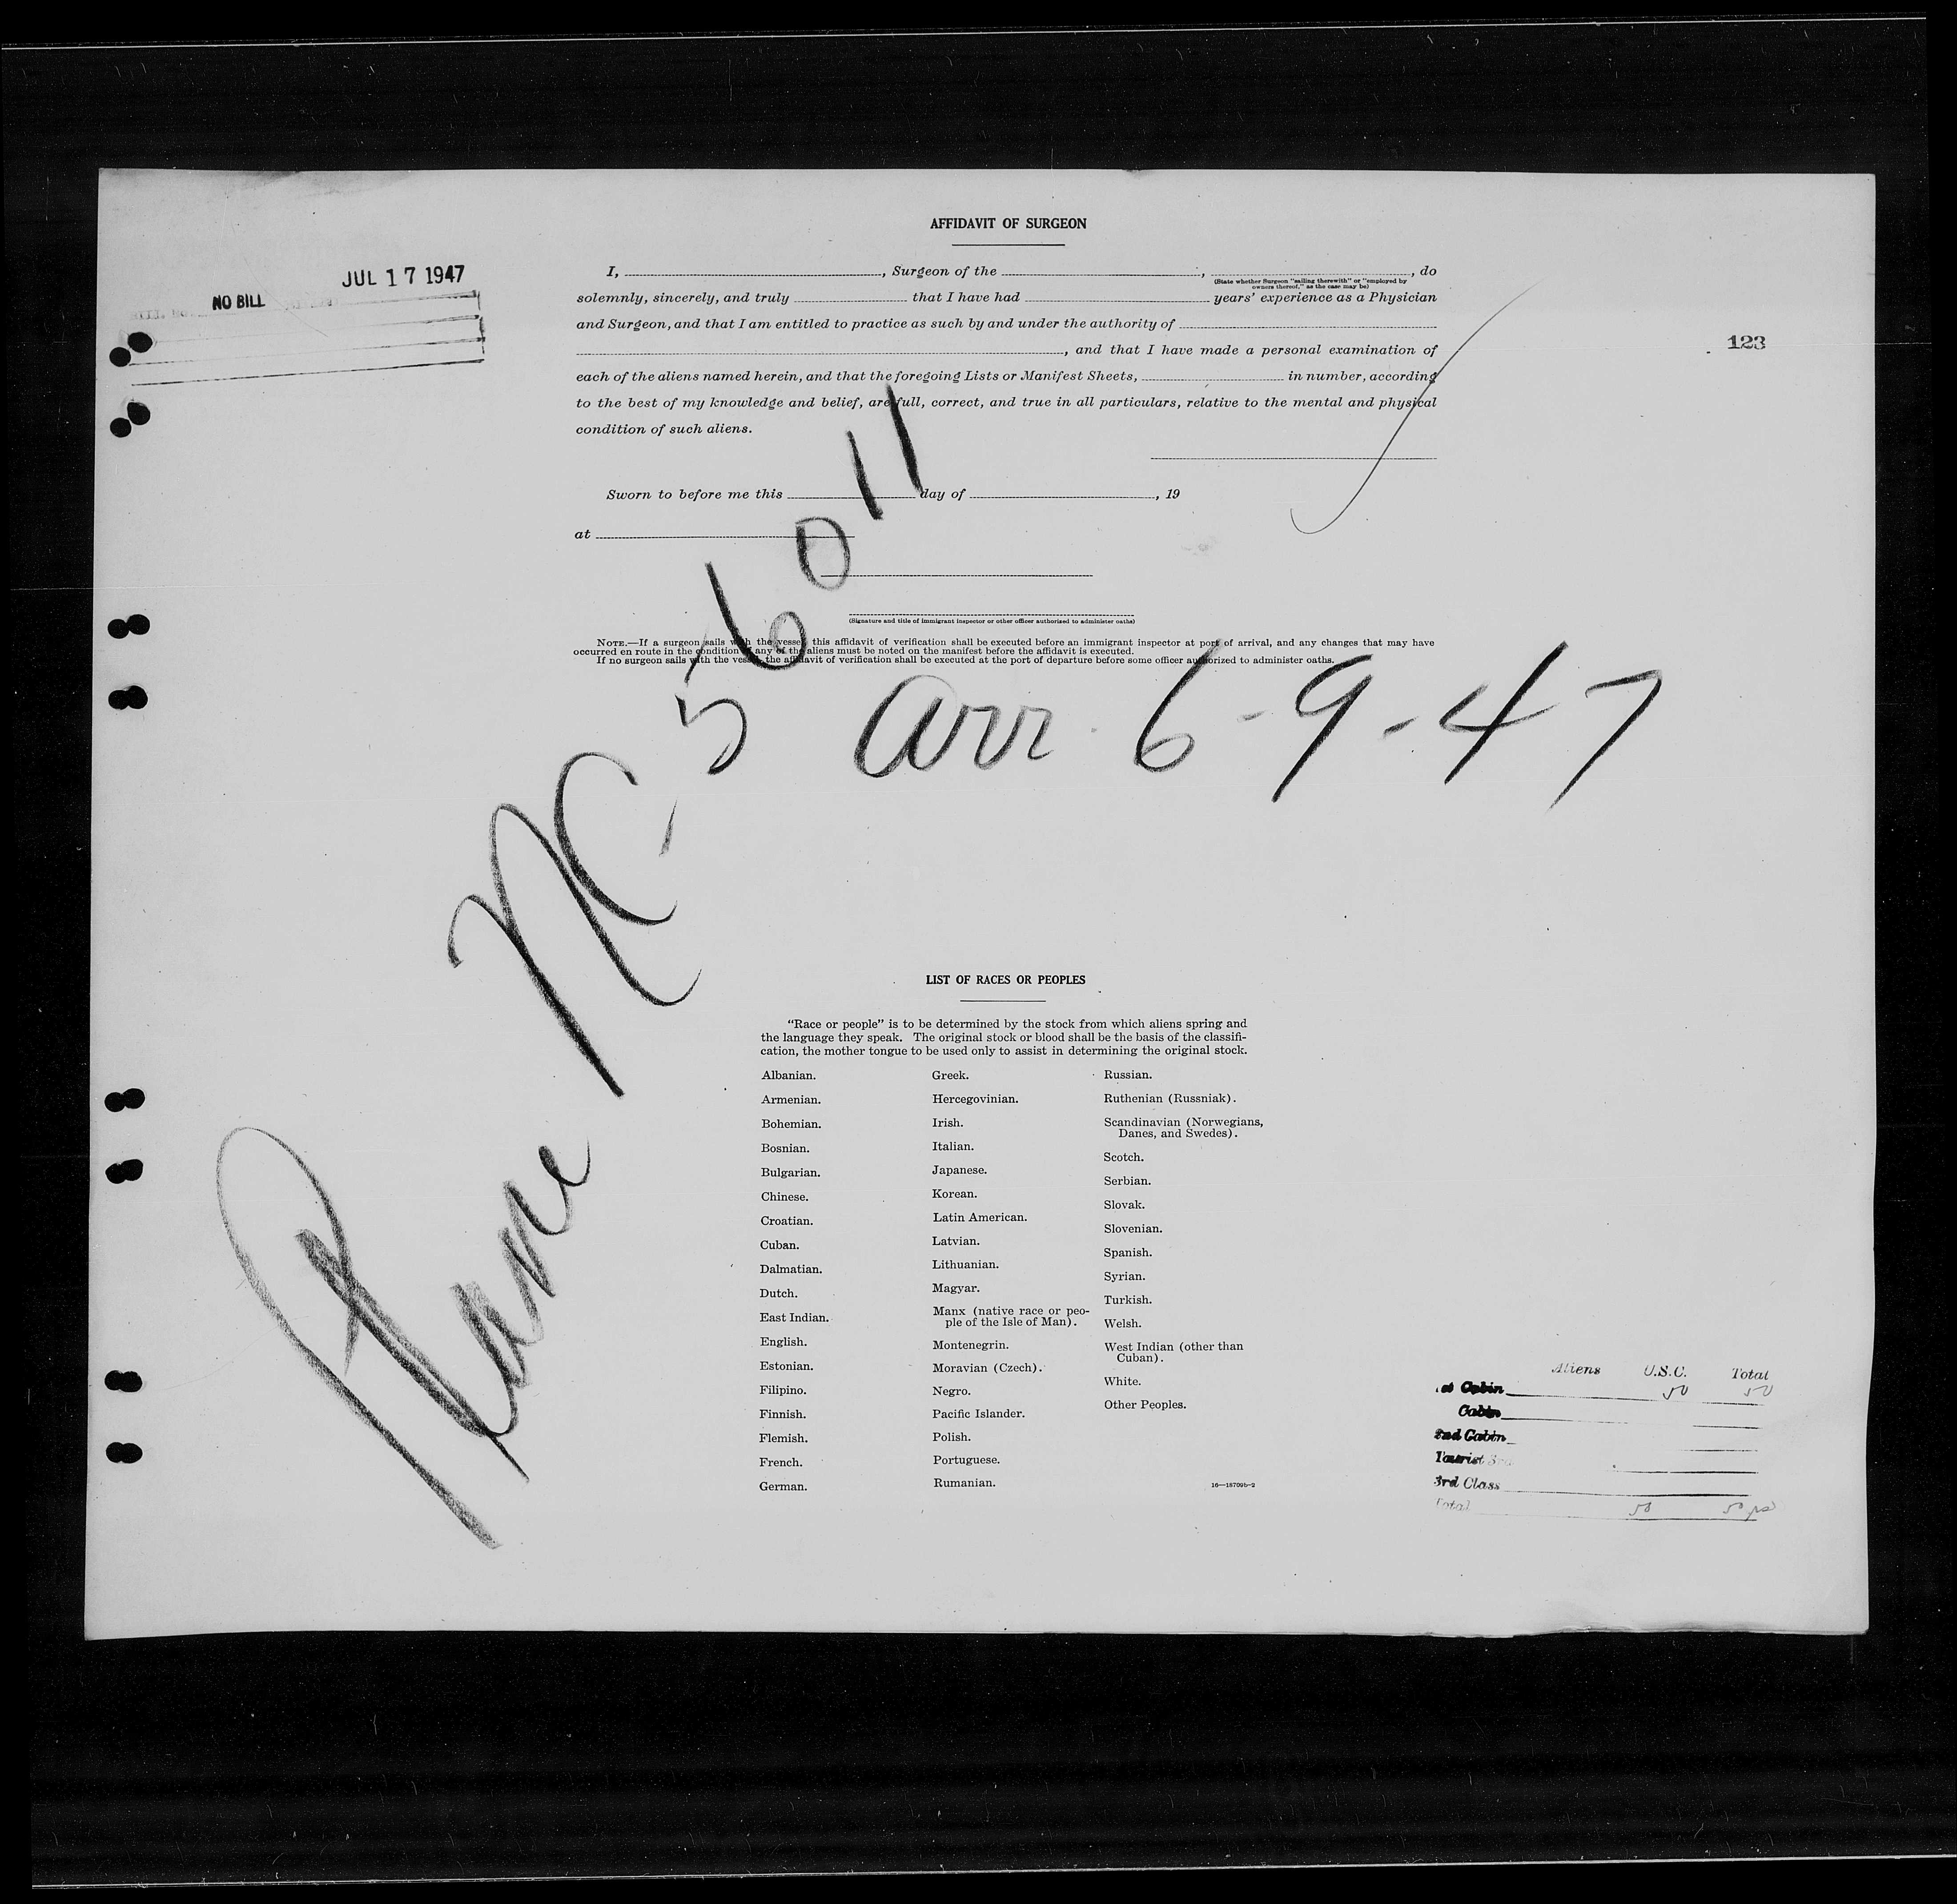 AFFIDAVIT OF SURGEON
JUL 17 1947
NO BILL
I, , Surgeon of the , , do
(State whether Surgeon "sailing therewith" or "employed by
owners thereof," as the case may be)
solemnly, sincerely, and truly that I have had years' experience as a Physician
and Surgeon, and that I am entitled to practice as such by and under the authority of
, and that I have made a personal examination of
123
each of the aliens named herein, and that the foregoing Lists or Manifest Sheets, in number, according
to the best of my knowledge and belief, are full, correct, and true in all particulars, relative to the mental and physical
condition of such aliens.
Sworn to before me this day of , 19
at
(Signature and title of immigrant inspector or other officer authorized to administer oaths)
NOTE.—If a surgeon sails with the vessel, this affidavit of verification shall be executed before an immigrant inspector at port of arrival, and any changes that may have
occurred en route in the condition of any of the aliens must be noted on the manifest before the affidavit is executed.
If no surgeon sails with the vessel, the affidavit of verification shall be executed at the port of departure before some officer authorized to administer oaths.
Plane NC-56011
arr - 6-9-47
LIST OF RACES OR PEOPLES
"Race or people" is to be determined by the stock from which aliens spring and
the language they speak. The original stock or blood shall be the basis of the classifi-
cation, the mother tongue to be used only to assist in determining the original stock.
Albanian.
Armenian.
Bohemian.
Bosnian.
Bulgarian.
Chinese.
Croatian.
Cuban.
Dalmatian.
Dutch.
East Indian.
English.
Estonian.
Filipino.
Finnish.
Flemish.
French.
German.
Greek.
Hercegovinian.
Irish.
Italian.
Japanese.
Korean.
Latin American.
Latvian.
Lithuanian.
Magyar.
Manx (native race or peo-
ple of the Isle of Man).
Montenegrin.
Moravian (Czech).
Negro.
Pacific Islander.
Polish.
Portuguese.
Rumanian.
Russian.
Ruthenian (Russniak).
Scandinavian (Norwegians,
Danes, and Swedes).
Scotch.
Serbian.
Slovak.
Slovenian.
Spanish.
Syrian.
Turkish.
Welsh.
West Indian (other than
Cuban).
White.
Other Peoples.
16—18709b-2
Aliens U.S.C. Total
Cabin 50 50
Cabin
2nd Cabin
Tourist
3rd Class
Total 50 50